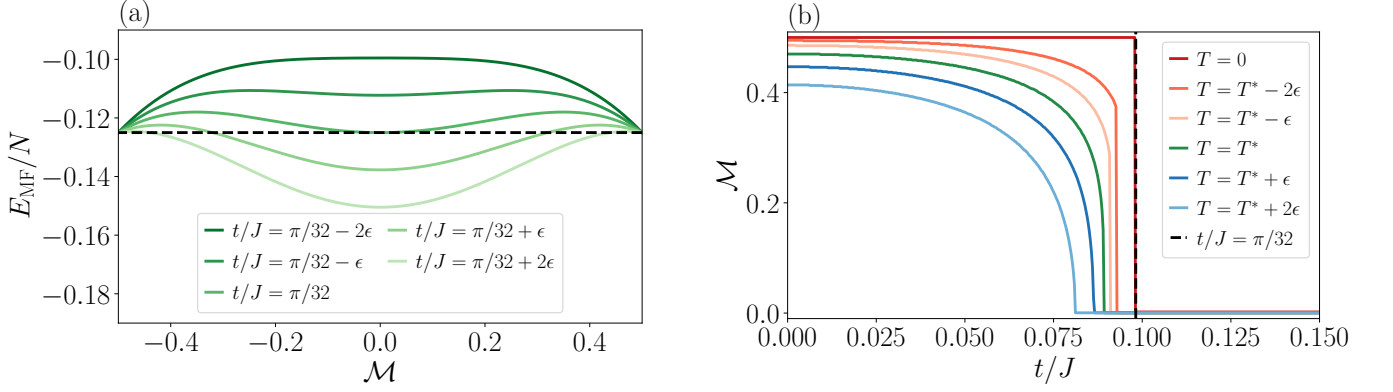 (a)
−0.10
−0.12
−0.14
−0.16
−0.18
E_MF/N
t/J = π/32 − 2ϵ
t/J = π/32 − ϵ
t/J = π/32
t/J = π/32 + ϵ
t/J = π/32 + 2ϵ
−0.4
−0.2
0.0
0.2
0.4
ℳ
(b)
0.4
0.2
0.0
ℳ
T = 0
T = T* − 2ϵ
T = T* − ϵ
T = T*
T = T* + ϵ
T = T* + 2ϵ
t/J = π/32
0.000
0.025
0.050
0.075
0.100
0.125
0.150
t/J